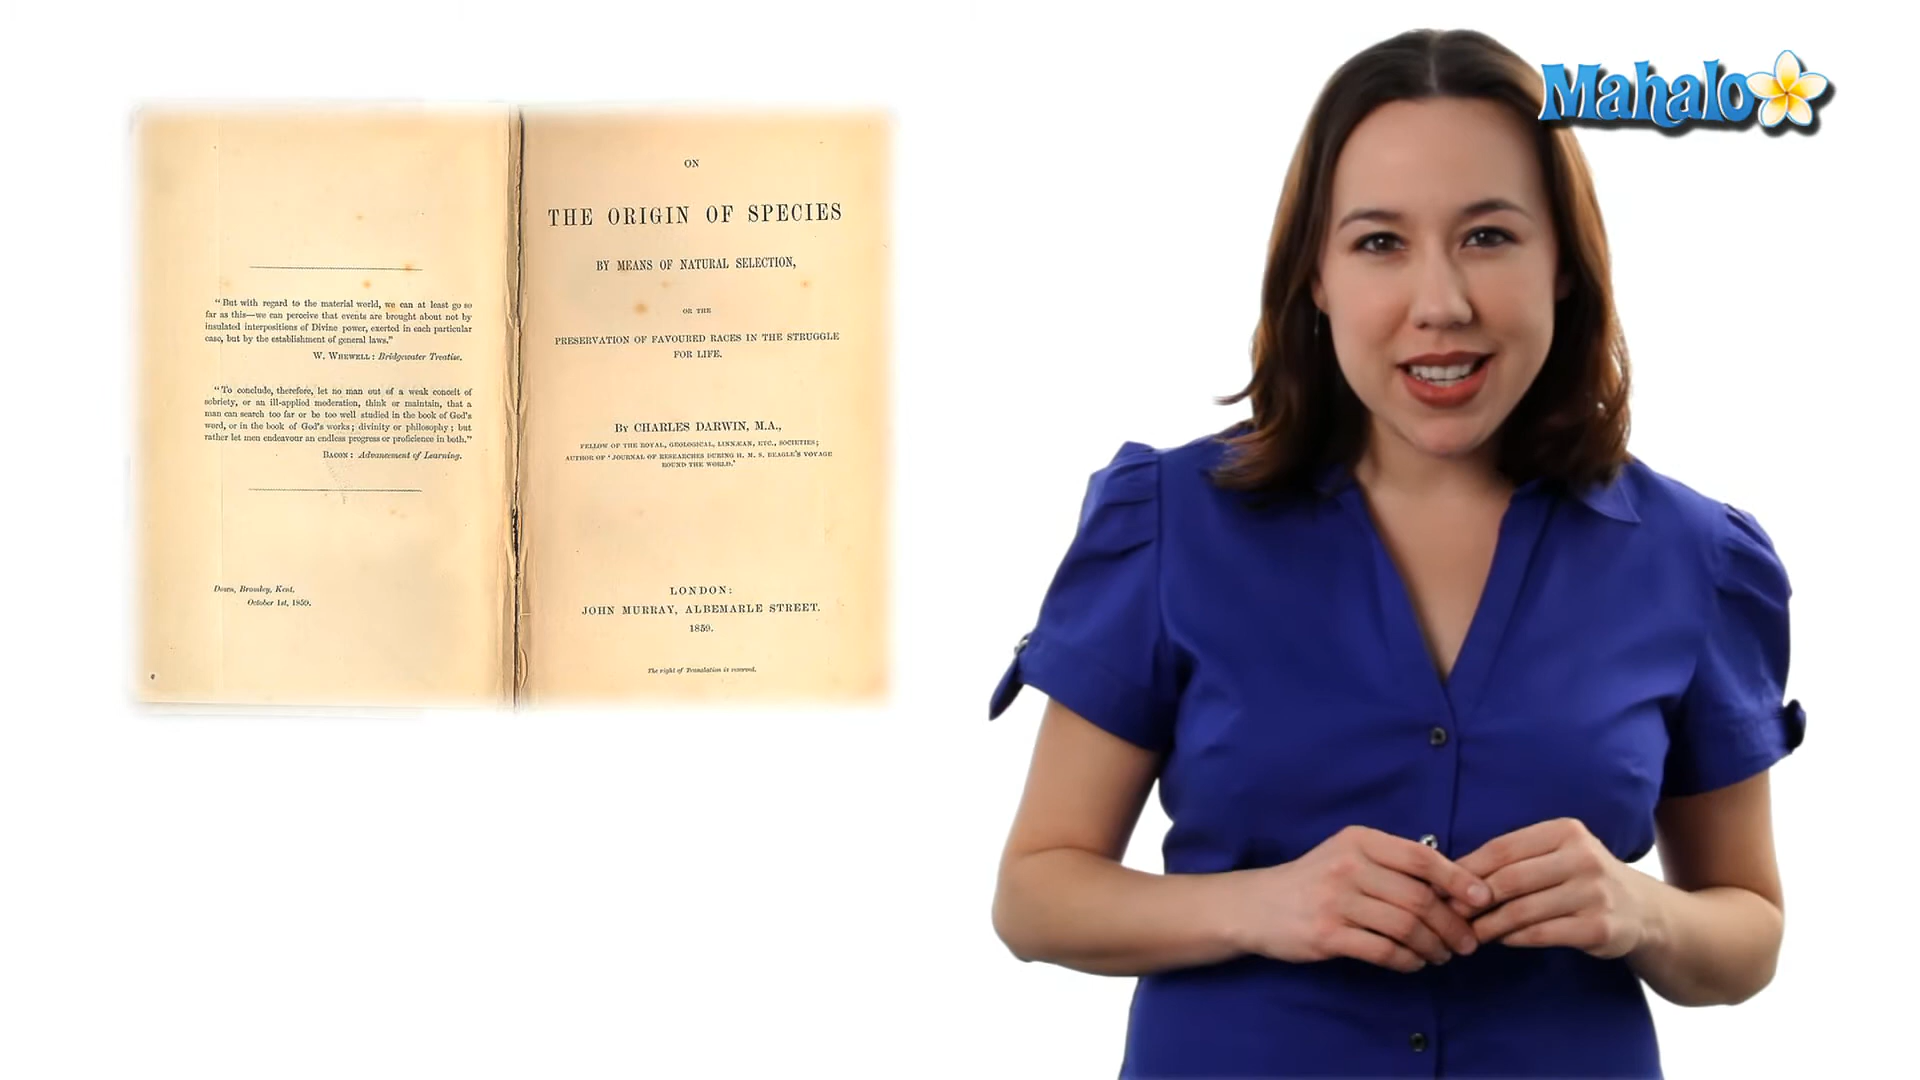 "But with regard to the material world, we can at least go so
far as this—we can perceive that events are brought about not by
insulated interpositions of Divine power, exerted in each particular
case, but by the establishment of general laws."
W. WHEWELL: Bridgewater Treatise.
"To conclude, therefore, let no man out of a weak conceit of
sobriety, or an ill-applied moderation, think or maintain, that a
man can search too far or be too well studied in the book of God's
word, or in the book of God's works; divinity or philosophy; but
rather let men endeavour an endless progress or proficience in both."
BACON: Advancement of Learning.
Down, Bromley, Kent,
October 1st, 1859.
ON
THE ORIGIN OF SPECIES
BY MEANS OF NATURAL SELECTION,
OR THE
PRESERVATION OF FAVOURED RACES IN THE STRUGGLE
FOR LIFE.
BY CHARLES DARWIN, M.A.,
FELLOW OF THE ROYAL, GEOLOGICAL, LINNÆAN, ETC., SOCIETIES;
AUTHOR OF 'JOURNAL OF RESEARCHES DURING H. M. S. BEAGLE'S VOYAGE
ROUND THE WORLD.'
LONDON:
JOHN MURRAY, ALBEMARLE STREET.
1859.
The right of Translation is reserved.
Mahalo